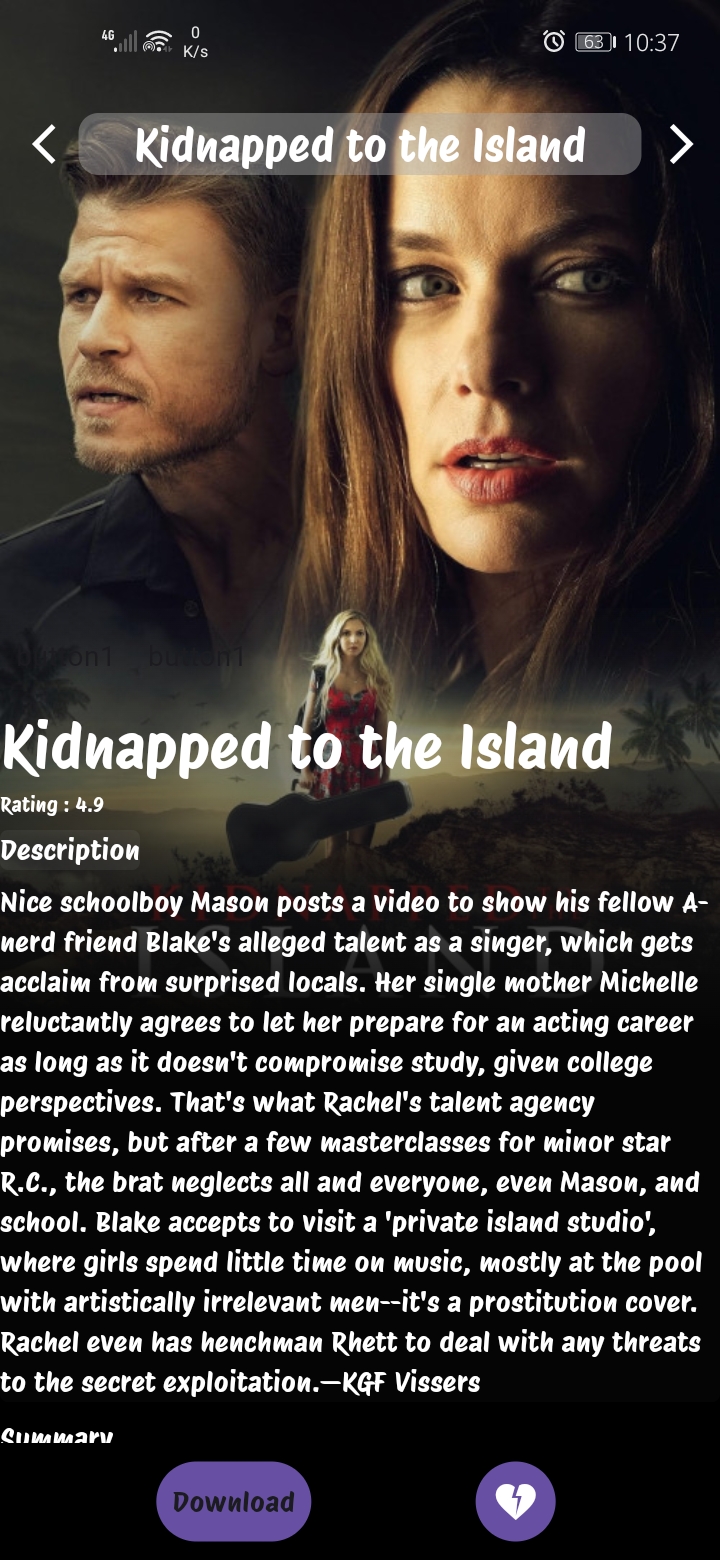 4G
0
K/s
63
10:37
Kidnapped to the Island
button1
button1
Kidnapped to the Island
Rating : 4.9
Description
KIDNAPPED
ISLAND
Nice schoolboy Mason posts a video to show his fellow A-
nerd friend Blake's alleged talent as a singer, which gets
acclaim from surprised locals. Her single mother Michelle
reluctantly agrees to let her prepare for an acting career
as long as it doesn't compromise study, given college
perspectives. That's what Rachel's talent agency
promises, but after a few masterclasses for minor star
R.C., the brat neglects all and everyone, even Mason, and
school. Blake accepts to visit a 'private island studio',
where girls spend little time on music, mostly at the pool
with artistically irrelevant men--it's a prostitution cover.
Rachel even has henchman Rhett to deal with any threats
to the secret exploitation.—KGF Vissers
Summary
Download